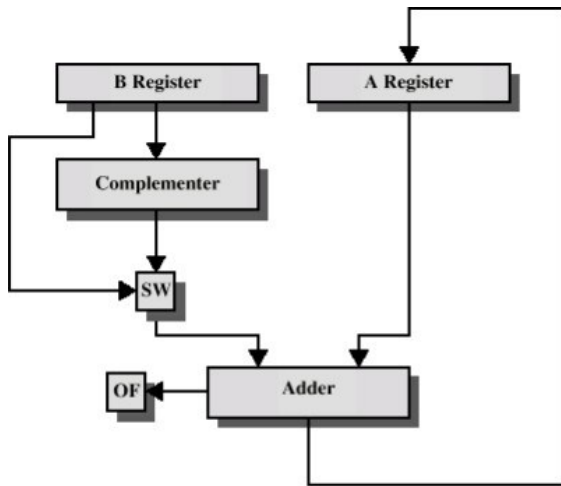 B Register
A Register
Complementer
SW
OF
Adder